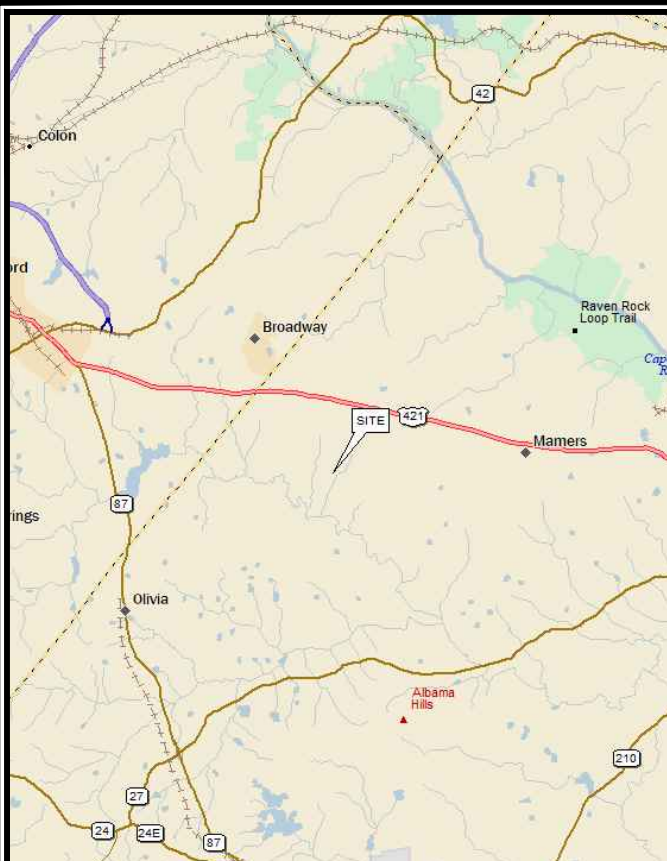 42
Colon
ord
Raven Rock
Loop Trail
Broadway
Cap
R
SITE
421
Mamers
87
rings
Olivia
Albama
Hills
210
27
24
24E
87